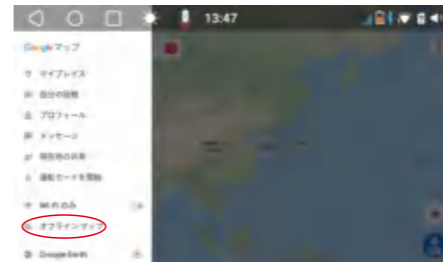 13:47
Googleマップ
マイプレイス
自分の投稿
プロフィール
メッセージ
現在地の共有
運転モードを開始
Wi-Fi のみ
オフラインマップ
Google Earth